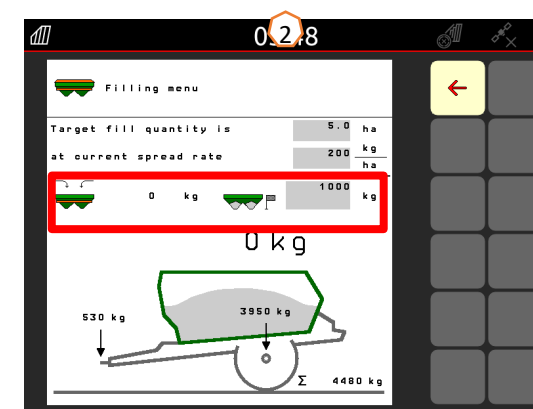 2
Filling menu
Target fill quantity is 5.0 ha
at current spread rate 200 kg
ha
0 kg 1000 kg
0 kg
530 kg
3950 kg
Σ 4480 kg